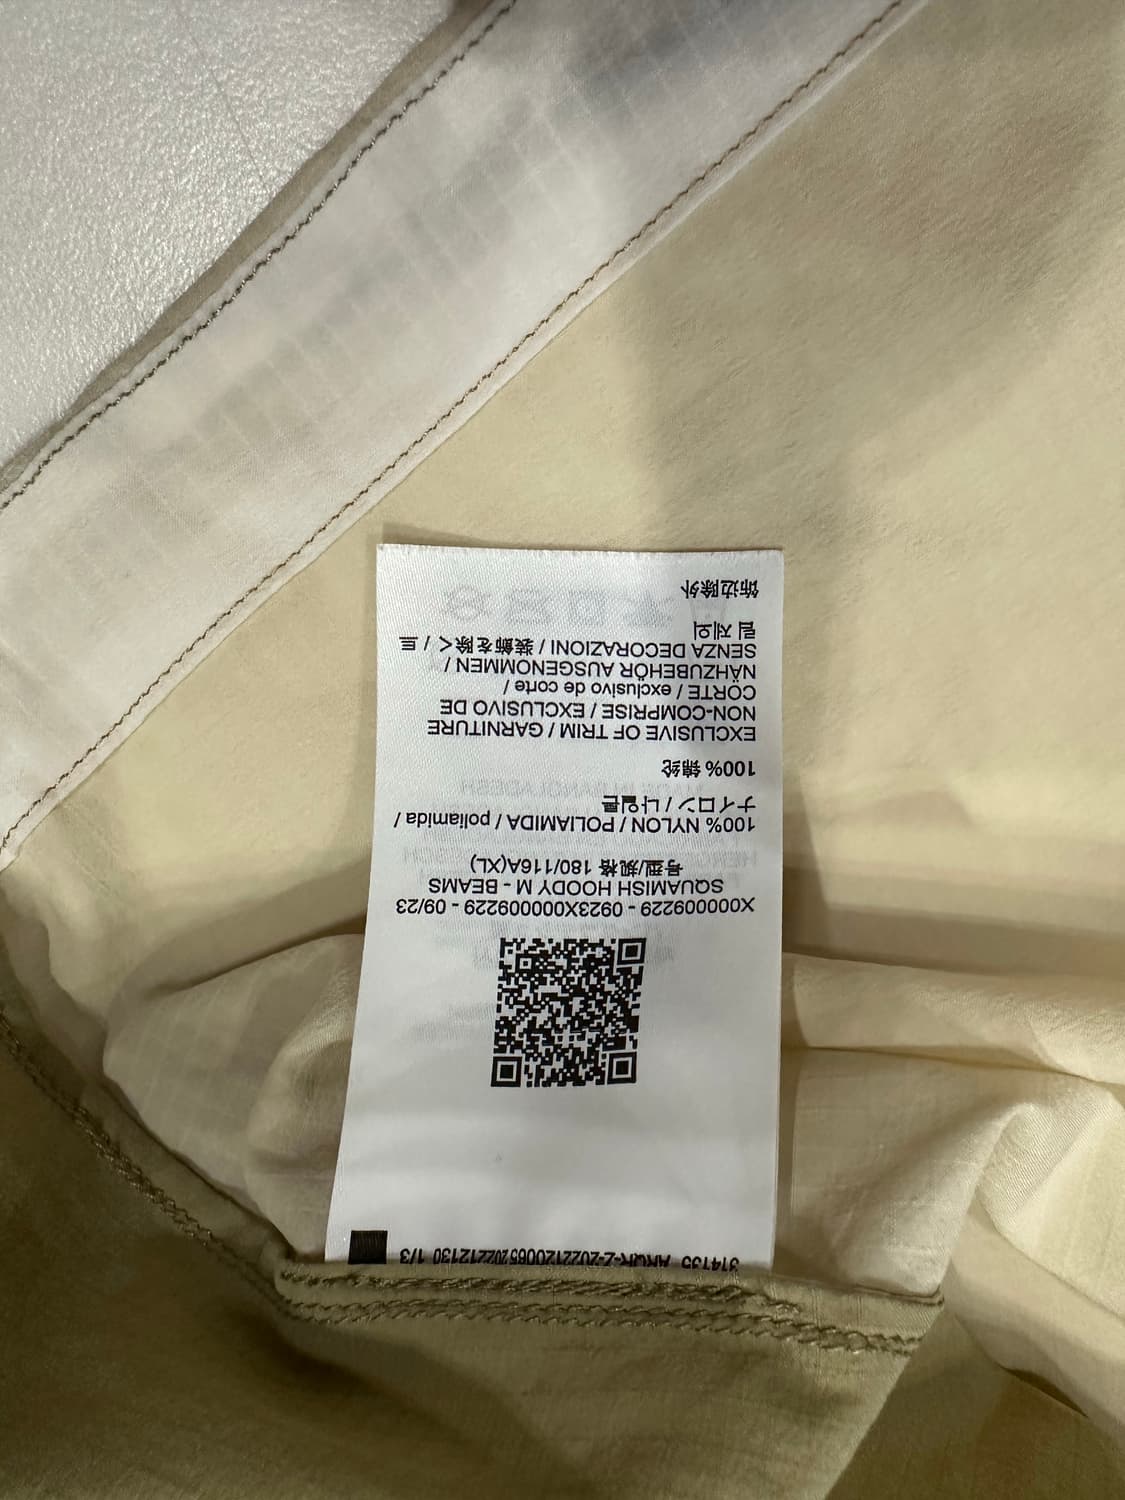 1/3
X000009229 - 0923X000009229 - 09/23
SQUAMISH HOODY M - BEAMS
号型/规格 180/116A(XL)
100% NYLON / POLIAMIDA / poliamida /
ナイロン / 나일론
100% 锦纶
EXCLUSIVE OF TRIM / GARNITURE
NON-COMPRISE / EXCLUSIVO DE
CORTE / exclusivo de corte /
NÄHZUBEHÖR AUSGENOMMEN /
SENZA DECORAZIONI / 装飾を除く / 트
림 제외
饰边除外